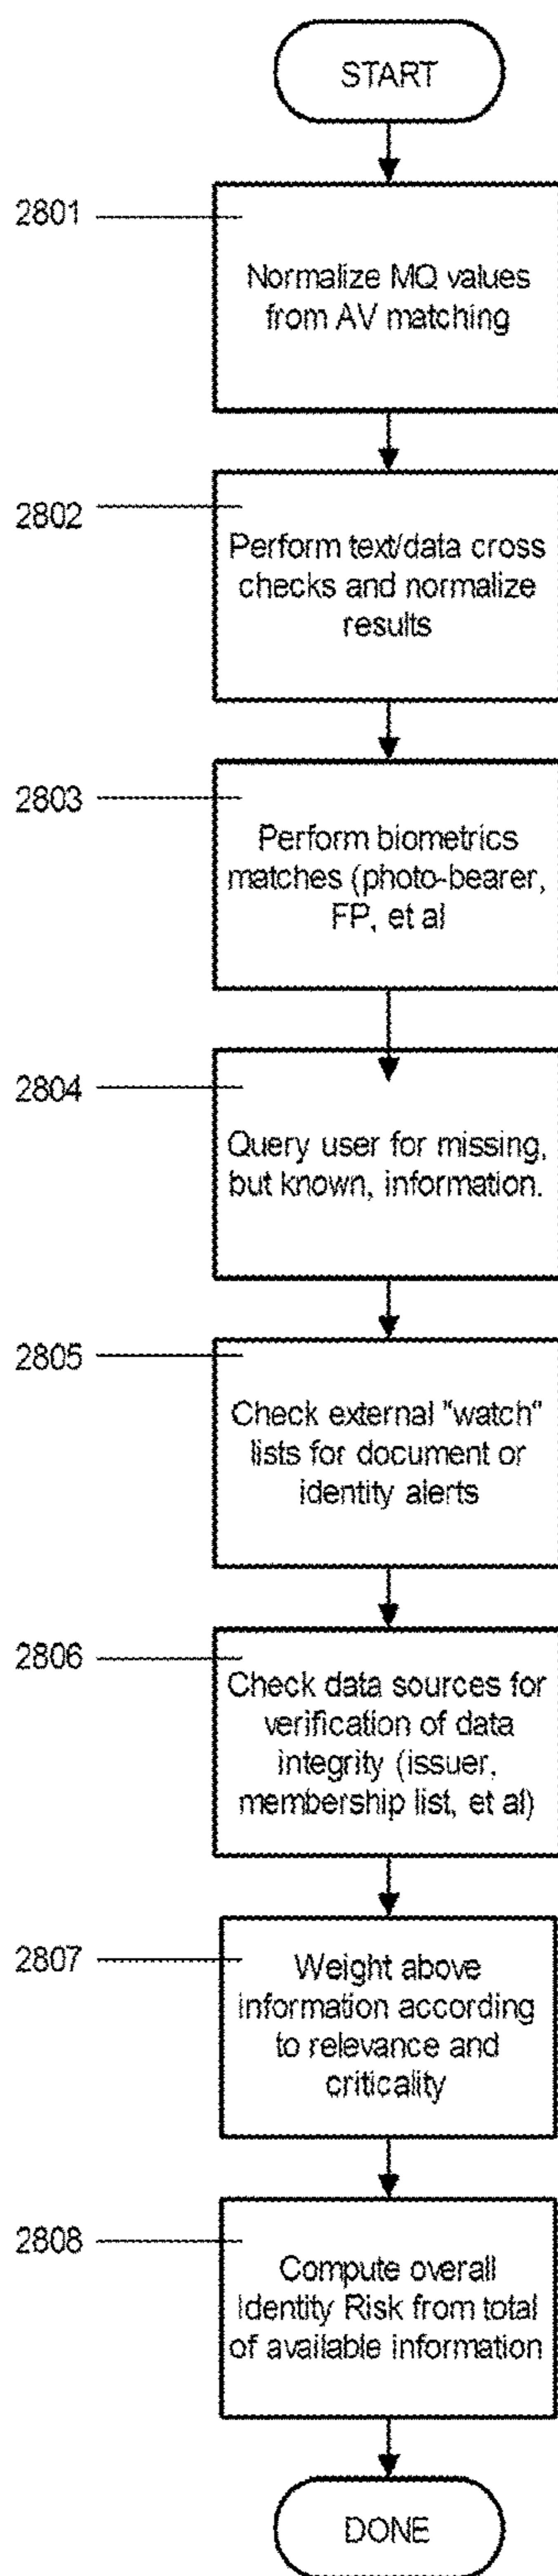 START
2801
Normalize MQ values
from AV matching
2802
Perform text/data cross
checks and normalize
results
2803
Perform biometrics
matches (photo-bearer,
FP, et al
2804
Query user for missing,
but known, information.
2805
Check external "watch"
lists for document or
identity alerts
2806
Check data sources for
verification of data
integrity (issuer,
membership list, et al)
2807
Weight above
information according
to relevance and
criticality
2808
Compute overall
Identity Risk from total
of available information
DONE